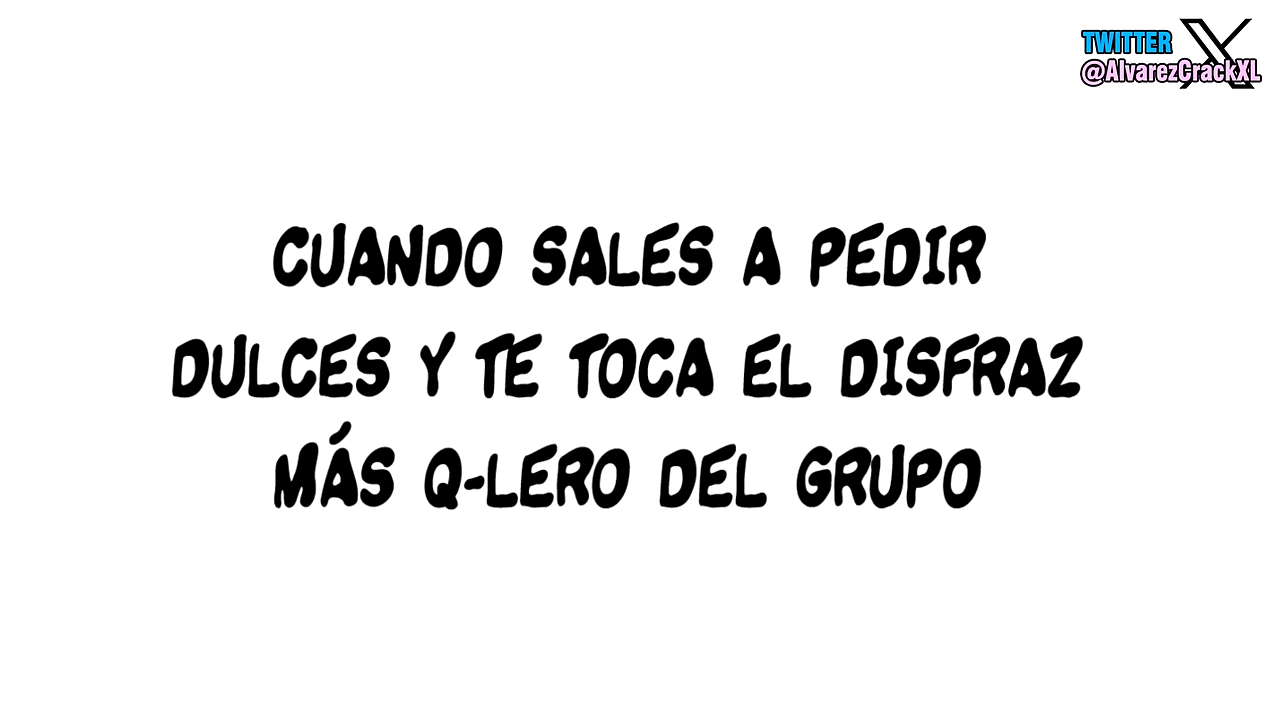 TWITTER
@AlvarezCrackXL
CUANDO SALES A PEDIR
DULCES Y TE TOCA EL DISFRAZ
MÁS Q-LERO DEL GRUPO